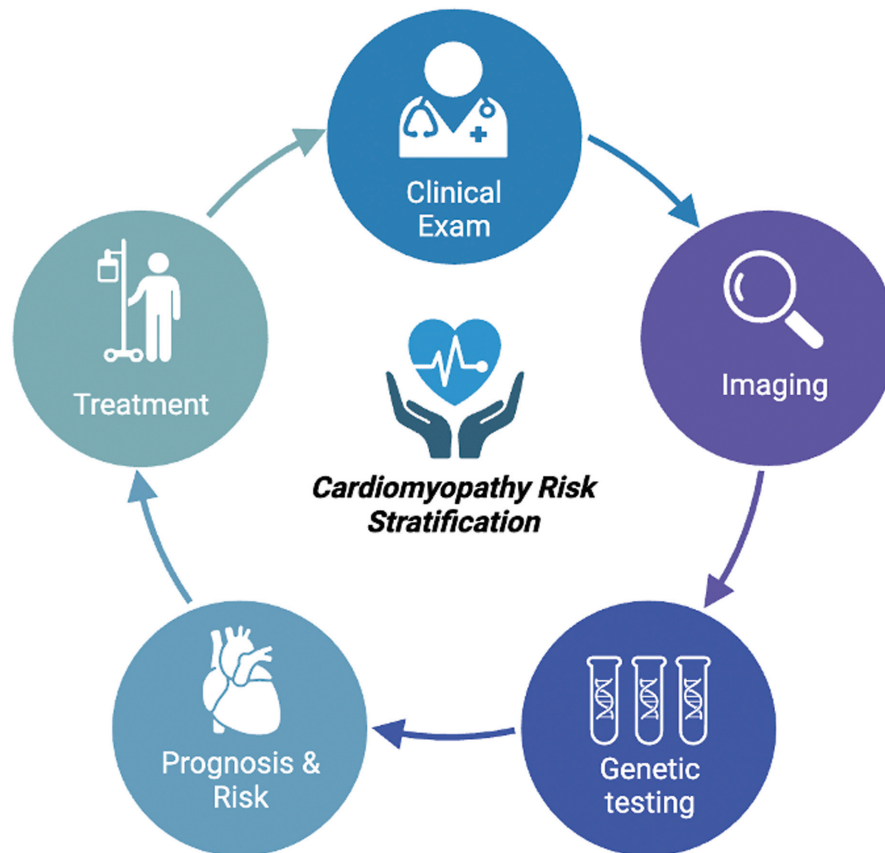 Clinical
Exam
Imaging
Treatment
Cardiomyopathy Risk
Stratification
Prognosis &
Risk
Genetic
testing